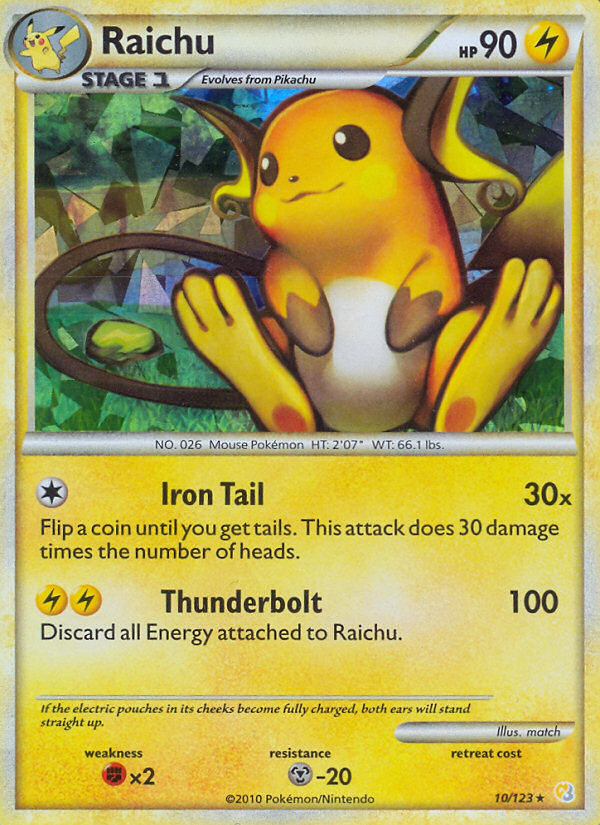 Raichu
HP 90
STAGE 1
Evolves from Pikachu
NO. 026 Mouse Pokémon HT: 2'07" WT: 66.1 lbs.
Iron Tail 30x
Flip a coin until you get tails. This attack does 30 damage
times the number of heads.
Thunderbolt 100
Discard all Energy attached to Raichu.
If the electric pouches in its cheeks become fully charged, both ears will stand
straight up.
Illus. match
weakness resistance retreat cost
×2 -20
©2010 Pokémon/Nintendo 10/123 ★